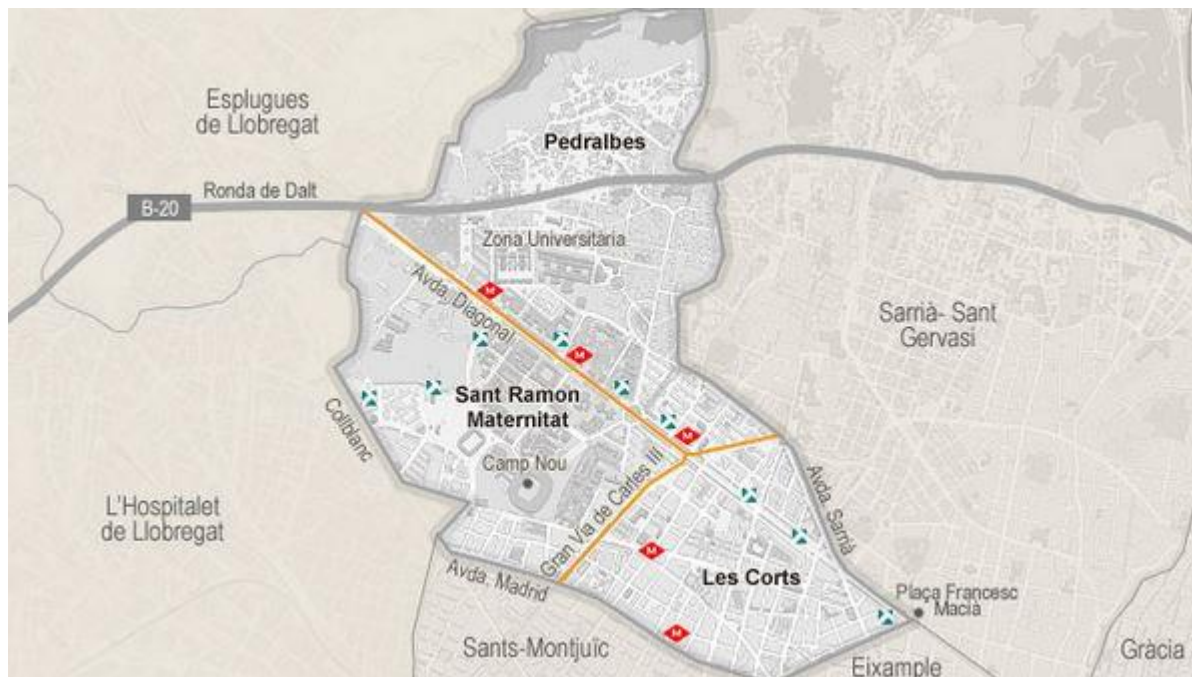 Esplugues
de Llobregat
Pedralbes
Ronda de Dalt
B-20
Zona Universitària
Avda. Diagonal
M
Sarrià- Sant
Gervasi
M
Sant Ramon
Maternitat
Collblanc
M
Camp Nou
Gran Via de Carles III
Avda. Sarrià
L'Hospitalet
de Llobregat
M
Les Corts
Avda. Madrid
Plaça Francesc
Macià
M
Sants-Montjuïc
Gràcia
Eixample